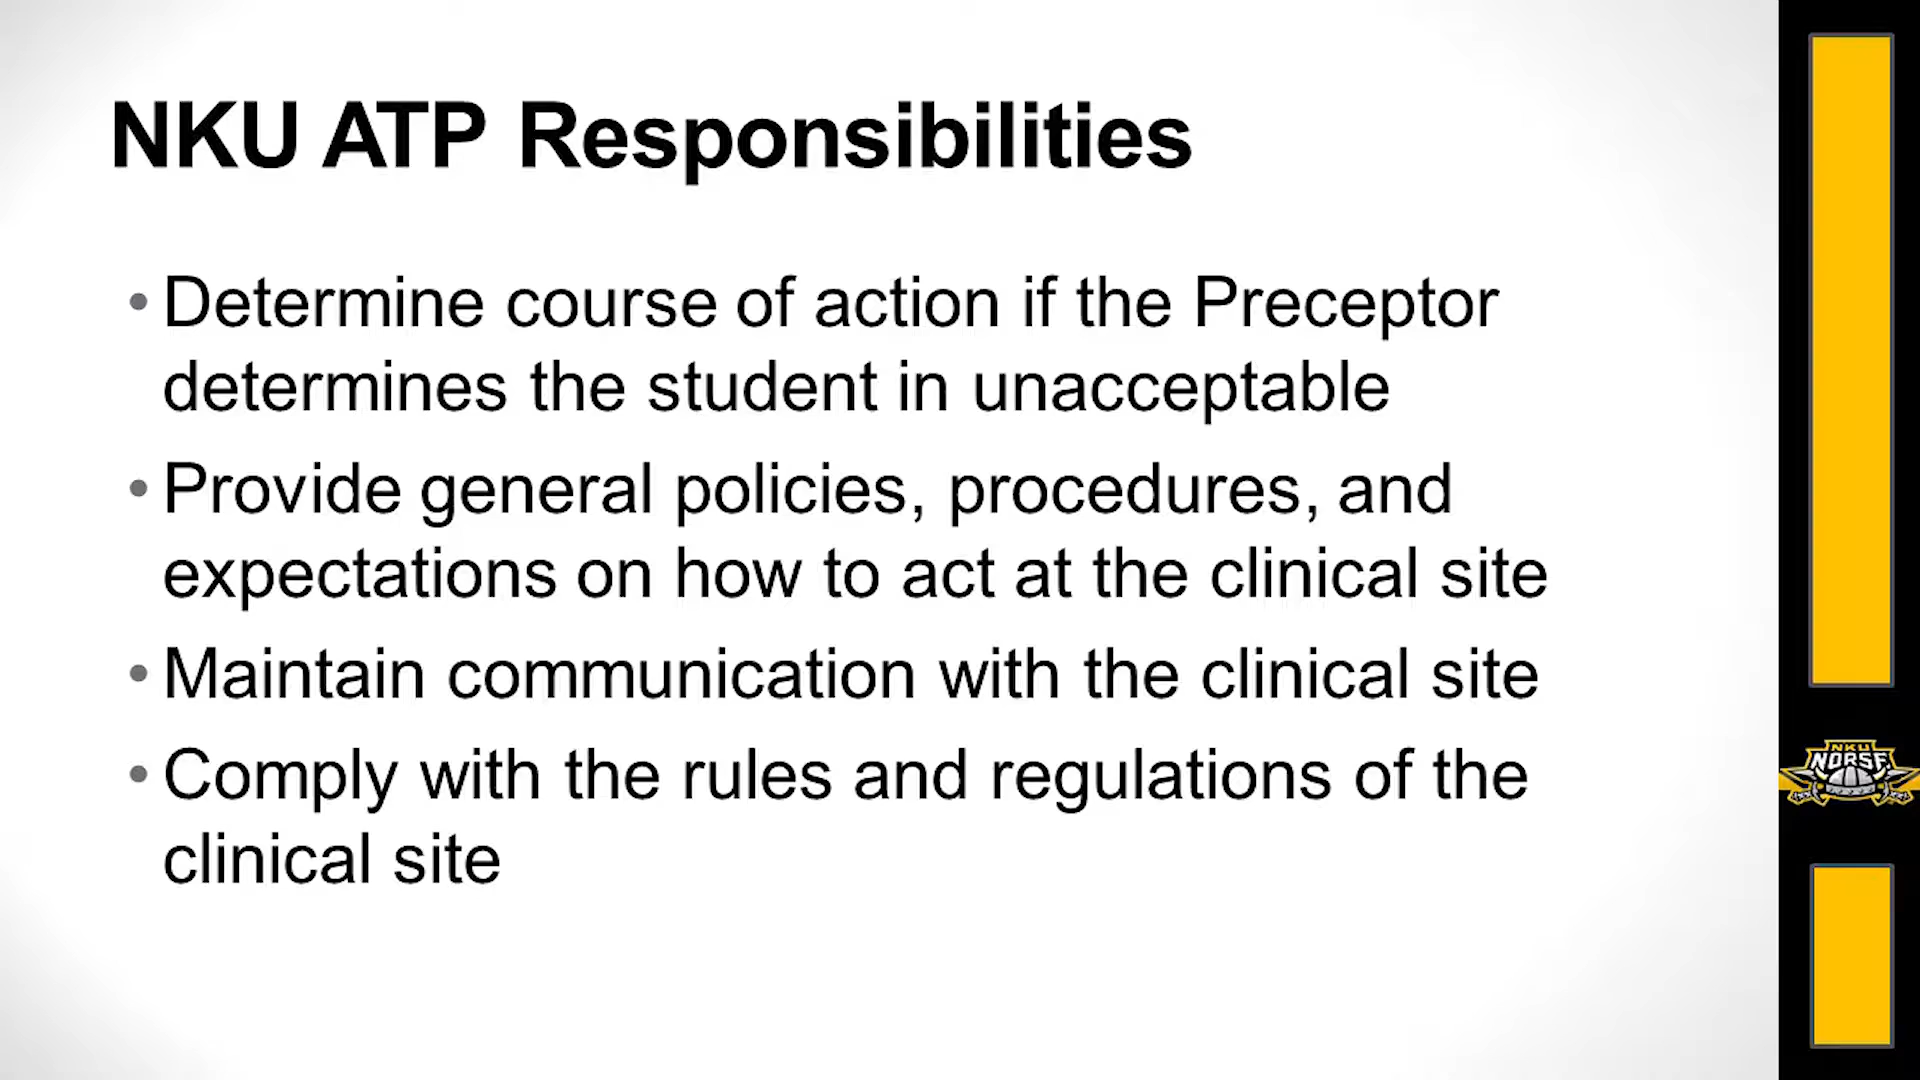 NKU ATP Responsibilities
• Determine course of action if the Preceptor
determines the student in unacceptable
• Provide general policies, procedures, and
expectations on how to act at the clinical site
• Maintain communication with the clinical site
• Comply with the rules and regulations of the
clinical site
NKU
NORSE